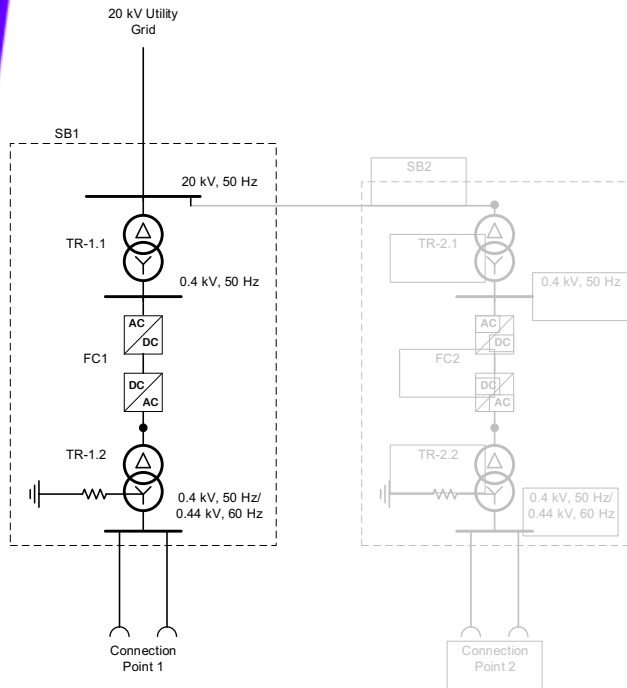 20 kV Utility
Grid
SB1
20 kV, 50 Hz
TR-1.1
0.4 kV, 50 Hz
AC
DC
FC1
DC
AC
TR-1.2
0.4 kV, 50 Hz/
0.44 kV, 60 Hz
Connection
Point 1
SB2
TR-2.1
0.4 kV, 50 Hz
AC
DC
FC2
DC
AC
TR-2.2
0.4 kV, 50 Hz/
0.44 kV, 60 Hz
Connection
Point 2